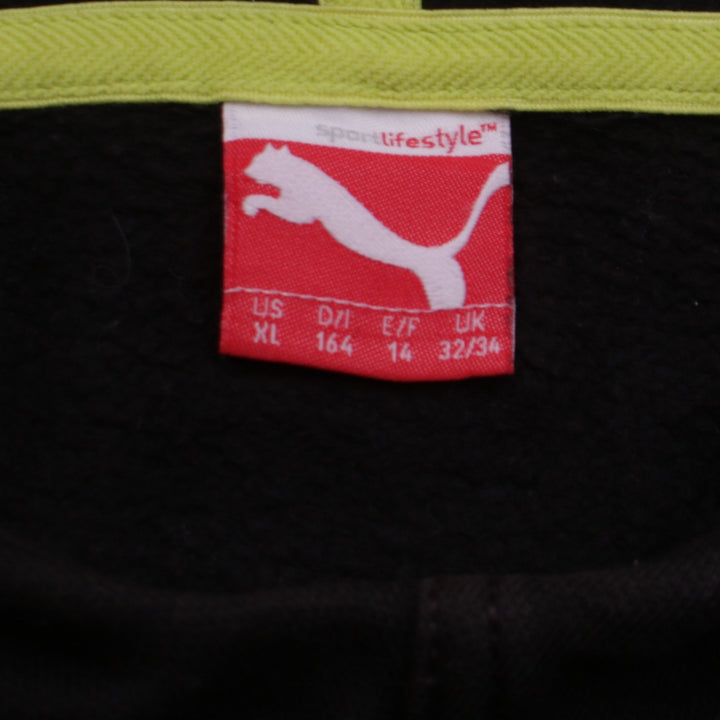 sportlifestyle™
US D/I E/F UK
XL 164 14 32/34